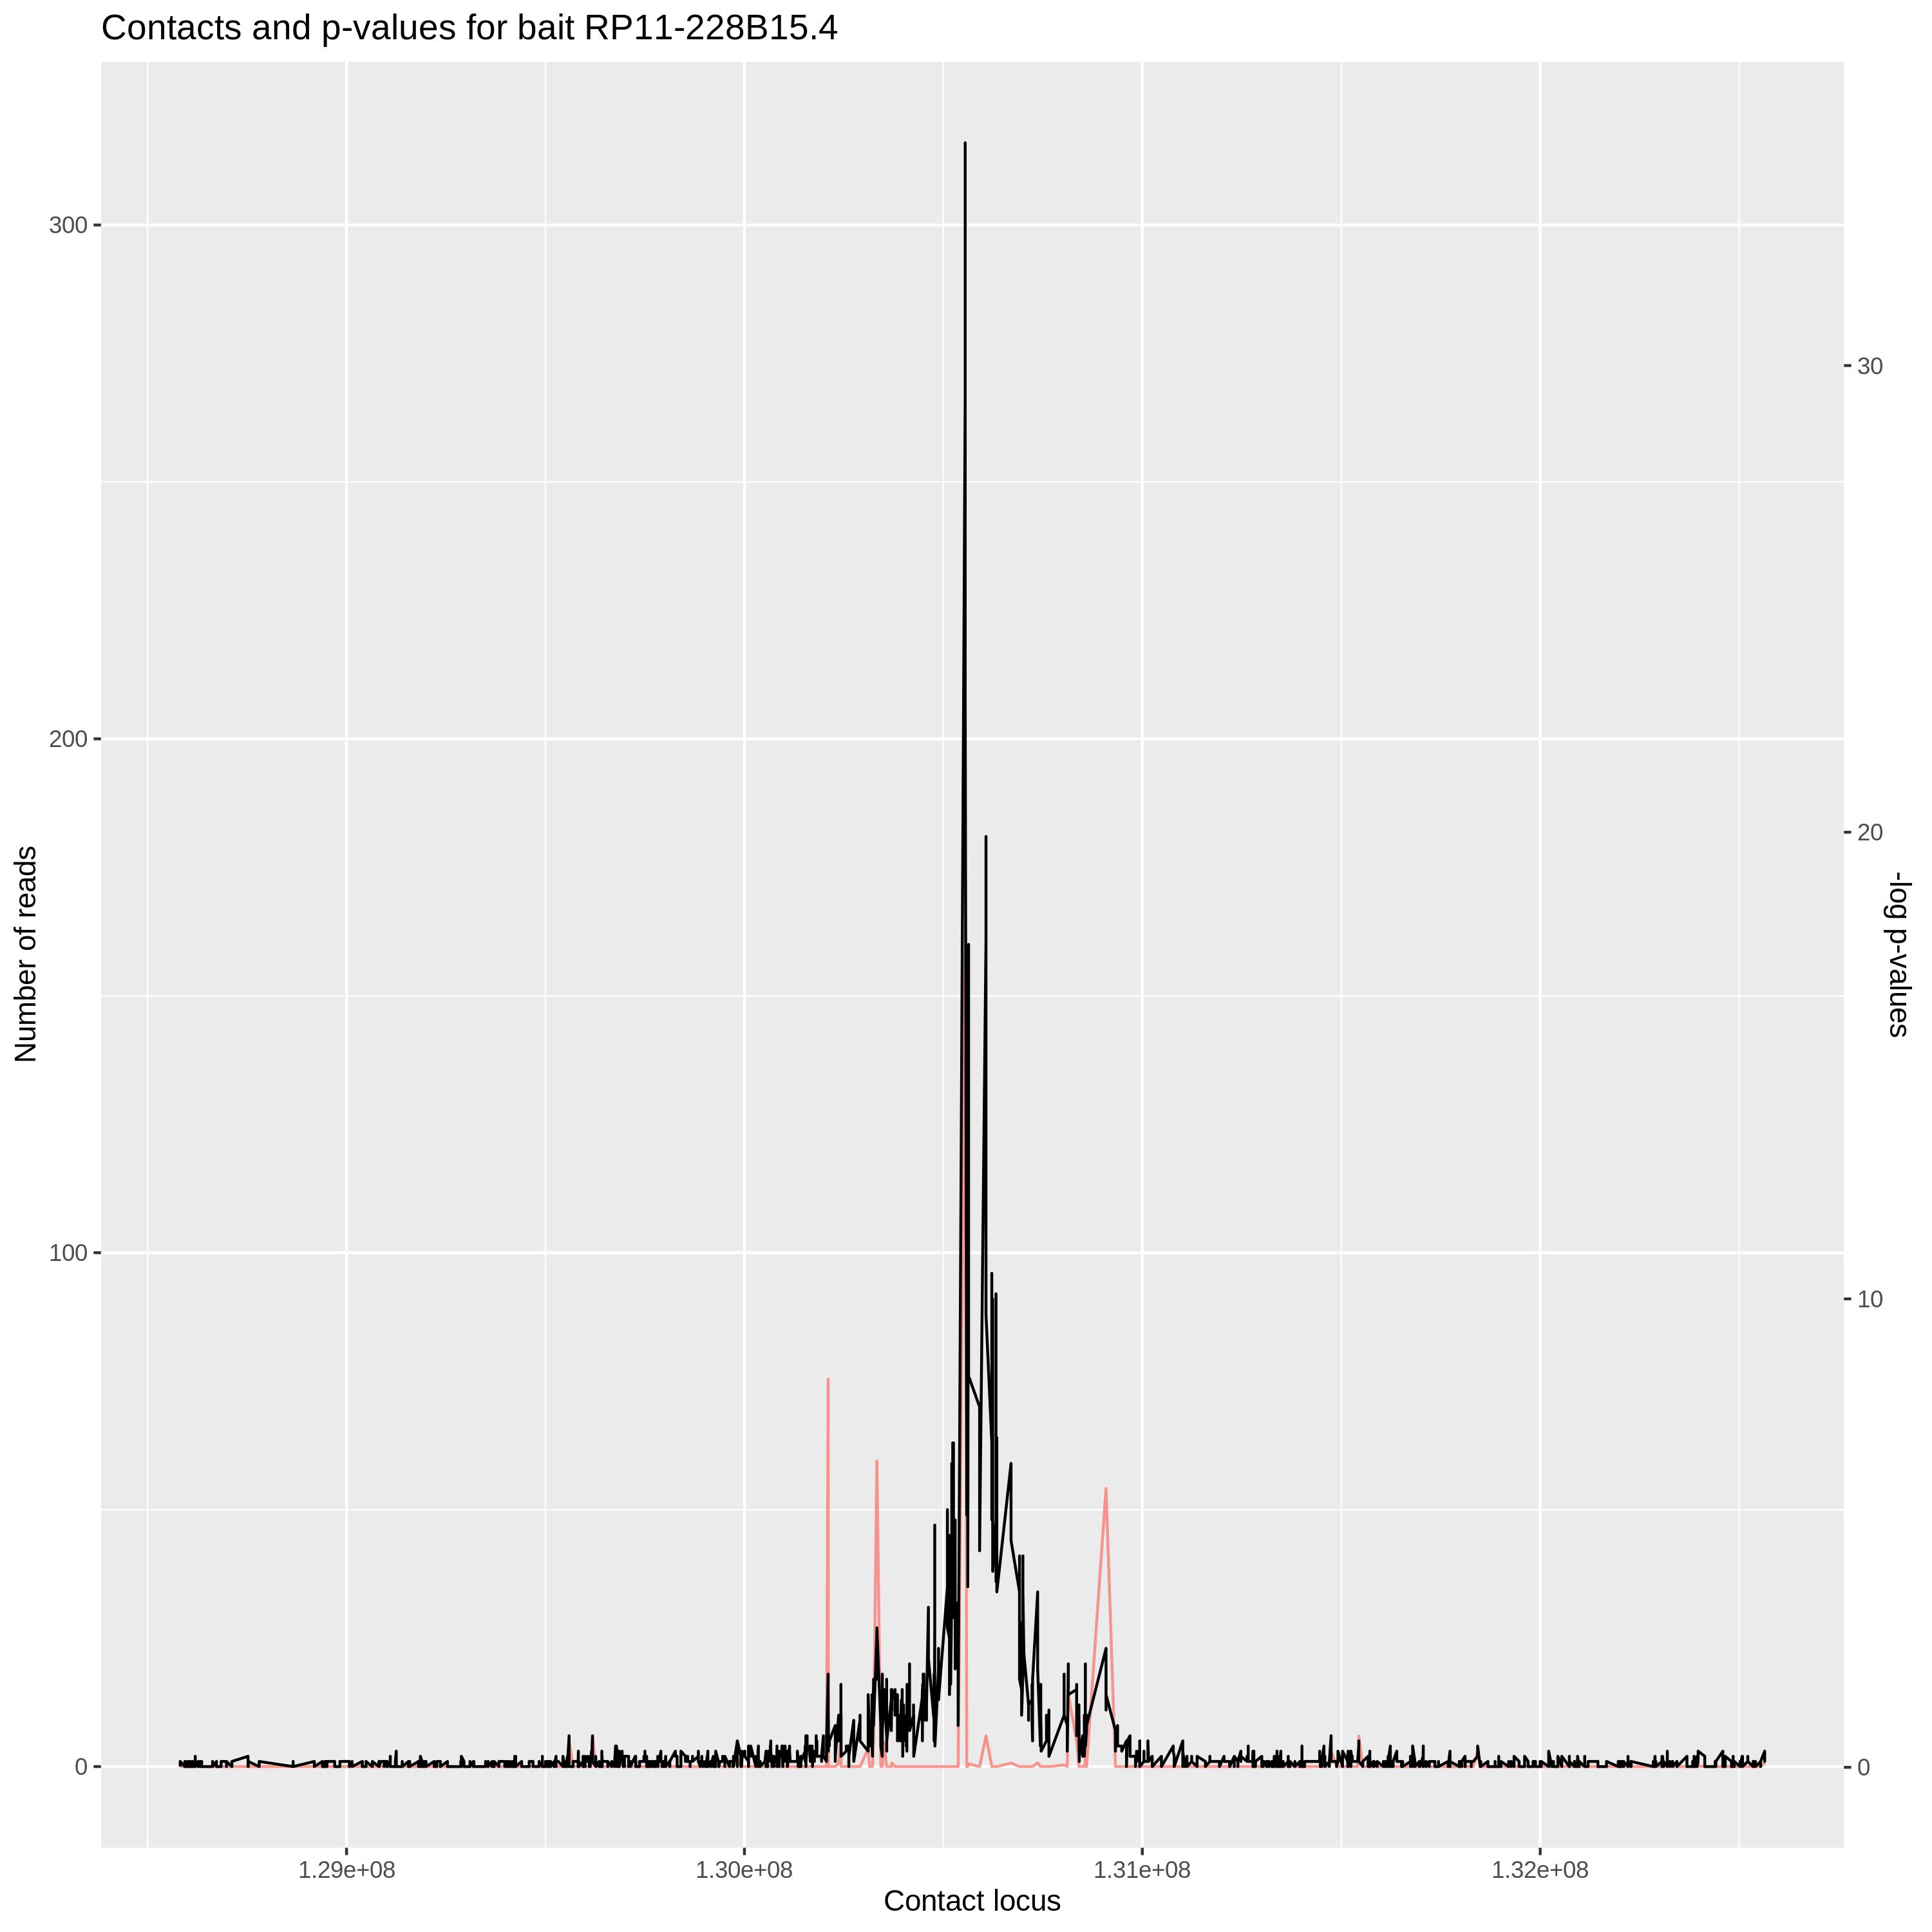 Contacts and p-values for bait RP11-228B15.4
300
200
100
0
Number of reads
30
20
10
0
-log p-values
1.29e+08
1.30e+08
1.31e+08
1.32e+08
Contact locus